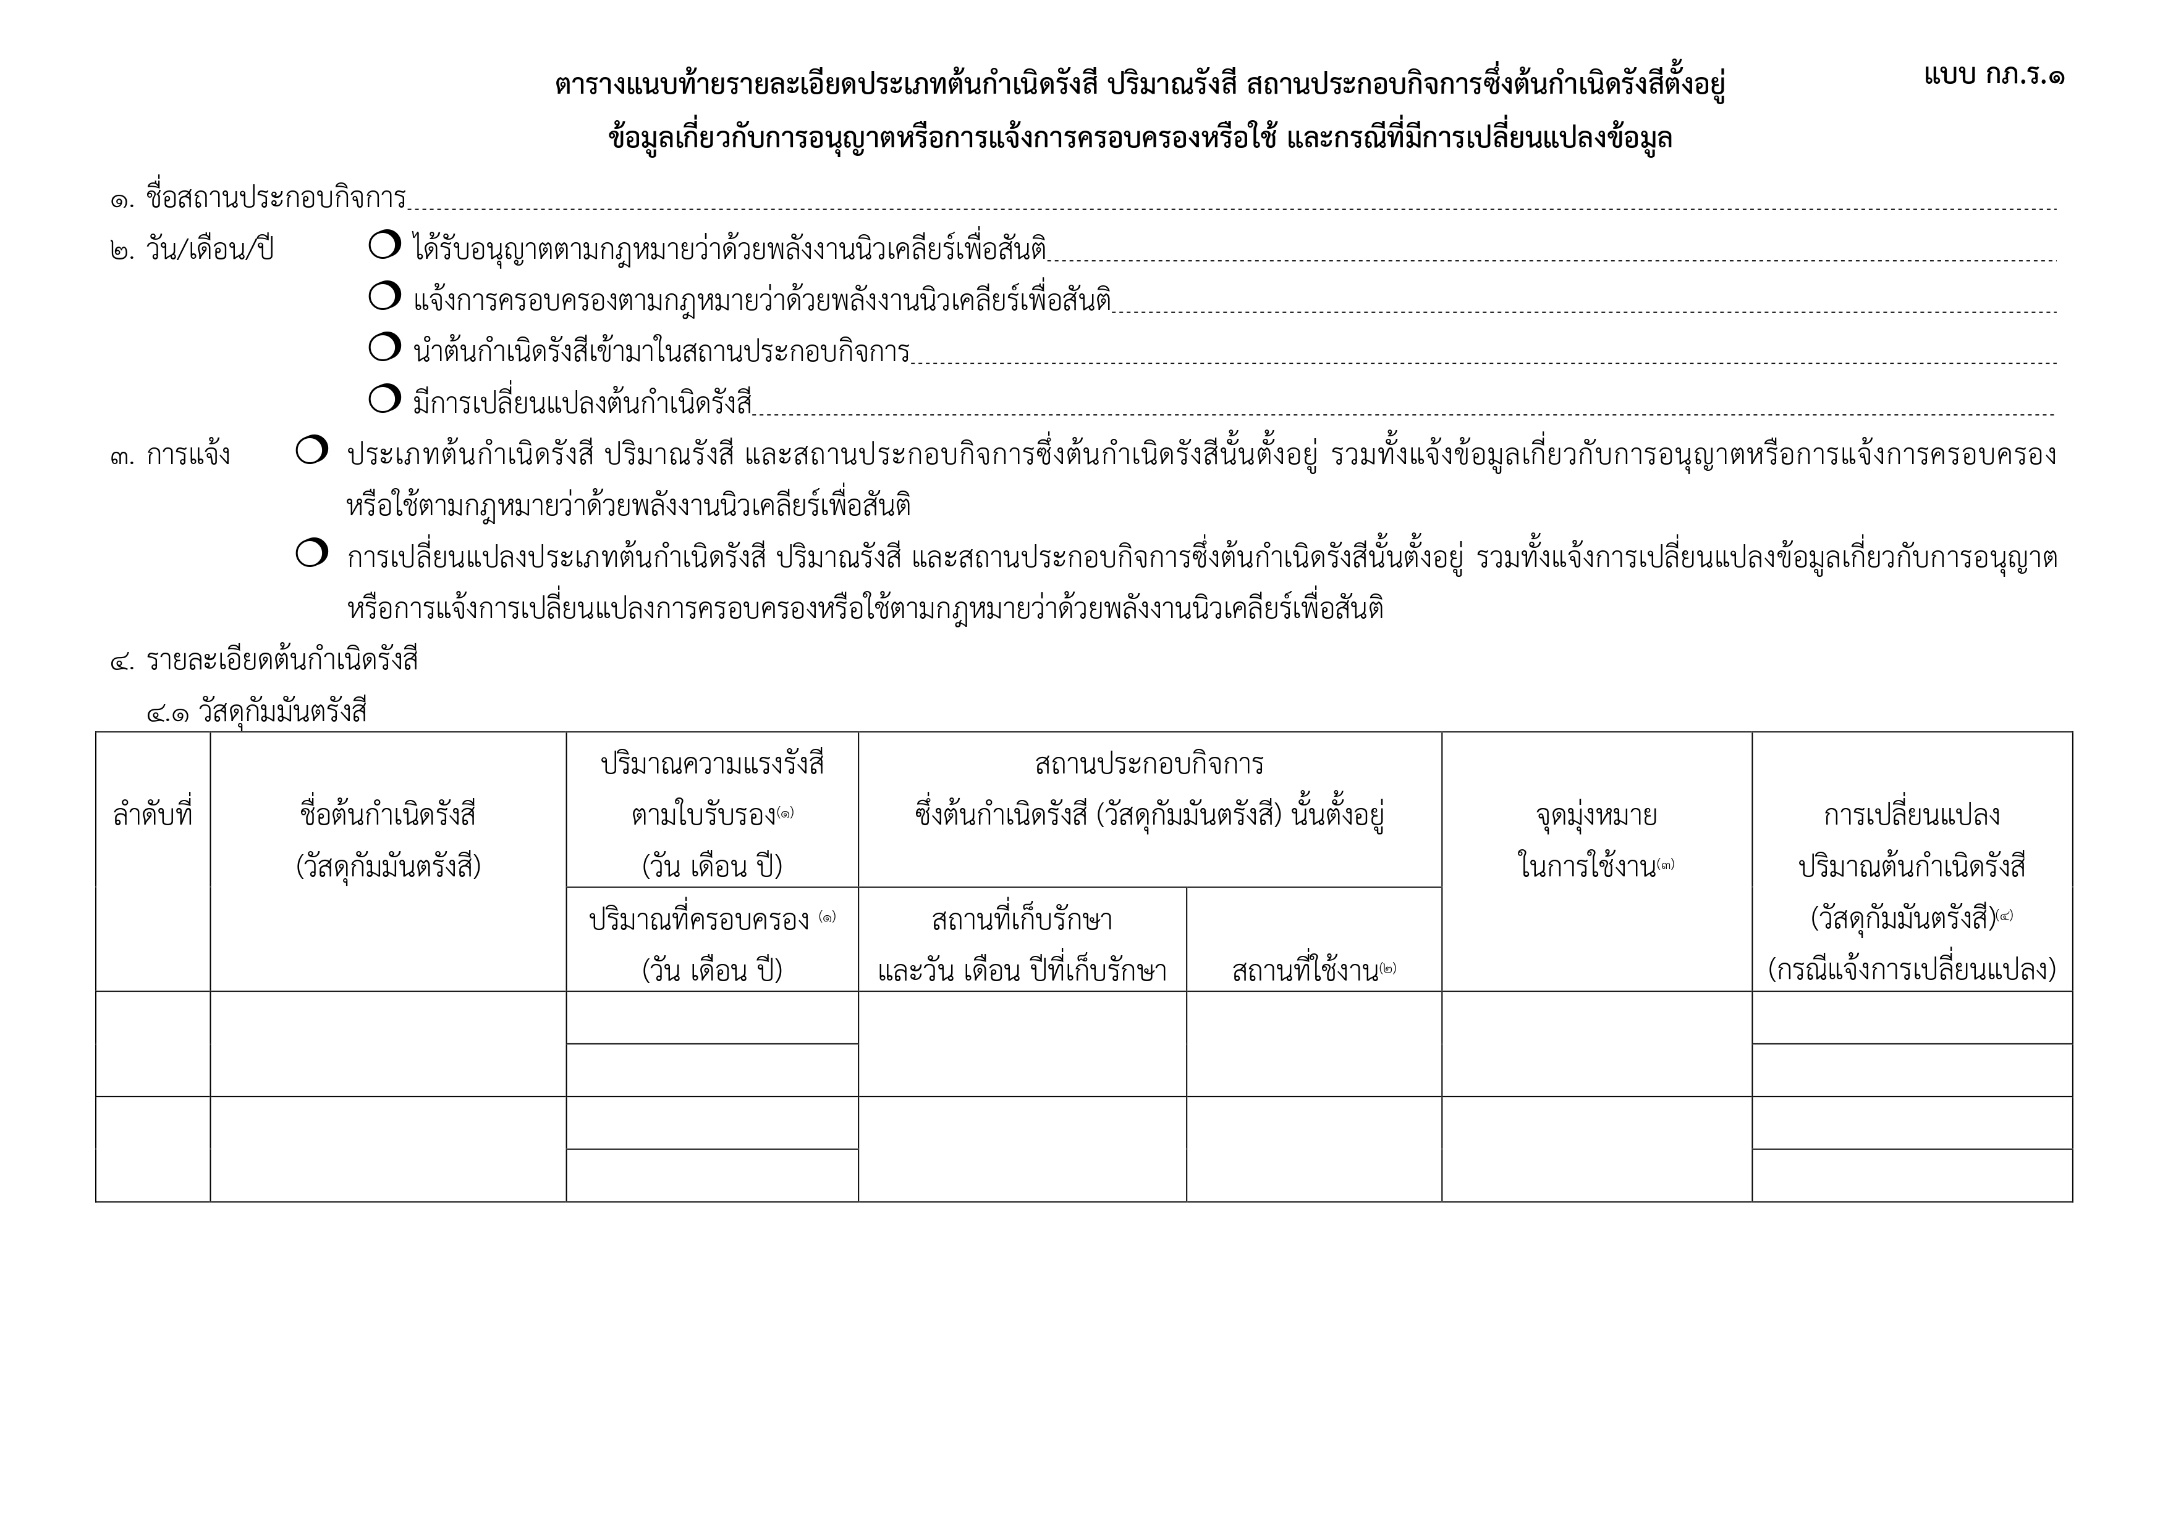 แบบ กภ.ร.๑
ตารางแนบท้ายรายละเอียดประเภทต้นกำเนิดรังสี ปริมาณรังสี สถานประกอบกิจการซึ่งต้นกำเนิดรังสีตั้งอยู่
ข้อมูลเกี่ยวกับการอนุญาตหรือการแจ้งการครอบครองหรือใช้ และกรณีที่มีการเปลี่ยนแปลงข้อมูล
๑. ชื่อสถานประกอบกิจการ
๒. วัน/เดือน/ปี ❍ ได้รับอนุญาตตามกฎหมายว่าด้วยพลังงานนิวเคลียร์เพื่อสันติ
❍ แจ้งการครอบครองตามกฎหมายว่าด้วยพลังงานนิวเคลียร์เพื่อสันติ
❍ นำต้นกำเนิดรังสีเข้ามาในสถานประกอบกิจการ
❍ มีการเปลี่ยนแปลงต้นกำเนิดรังสี
๓. การแจ้ง ❍ ประเภทต้นกำเนิดรังสี ปริมาณรังสี และสถานประกอบกิจการซึ่งต้นกำเนิดรังสีนั้นตั้งอยู่ รวมทั้งแจ้งข้อมูลเกี่ยวกับการอนุญาตหรือการแจ้งการครอบครอง
หรือใช้ตามกฎหมายว่าด้วยพลังงานนิวเคลียร์เพื่อสันติ
❍ การเปลี่ยนแปลงประเภทต้นกำเนิดรังสี ปริมาณรังสี และสถานประกอบกิจการซึ่งต้นกำเนิดรังสีนั้นตั้งอยู่ รวมทั้งแจ้งการเปลี่ยนแปลงข้อมูลเกี่ยวกับการอนุญาต
หรือการแจ้งการเปลี่ยนแปลงการครอบครองหรือใช้ตามกฎหมายว่าด้วยพลังงานนิวเคลียร์เพื่อสันติ
๔. รายละเอียดต้นกำเนิดรังสี
๔.๑ วัสดุกัมมันตรังสี
ลำดับที่
ชื่อต้นกำเนิดรังสี
(วัสดุกัมมันตรังสี)
ปริมาณความแรงรังสี
ตามใบรับรอง(๑)
(วัน เดือน ปี)
ปริมาณที่ครอบครอง (๑)
(วัน เดือน ปี)
สถานประกอบกิจการ
ซึ่งต้นกำเนิดรังสี (วัสดุกัมมันตรังสี) นั้นตั้งอยู่
สถานที่เก็บรักษา
และวัน เดือน ปีที่เก็บรักษา
สถานที่ใช้งาน(๒)
จุดมุ่งหมาย
ในการใช้งาน(๓)
การเปลี่ยนแปลง
ปริมาณต้นกำเนิดรังสี
(วัสดุกัมมันตรังสี)(๔)
(กรณีแจ้งการเปลี่ยนแปลง)